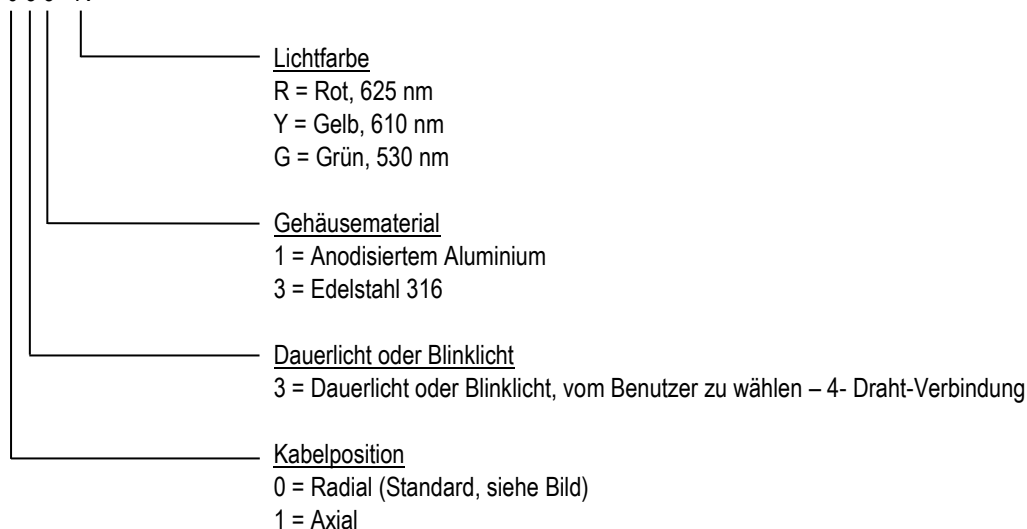 Lichtfarbe
R = Rot, 625 nm
Y = Gelb, 610 nm
G = Grün, 530 nm
Gehäusematerial
1 = Anodisiertem Aluminium
3 = Edelstahl 316
Dauerlicht oder Blinklicht
3 = Dauerlicht oder Blinklicht, vom Benutzer zu wählen – 4- Draht-Verbindung
Kabelposition
0 = Radial (Standard, siehe Bild)
1 = Axial